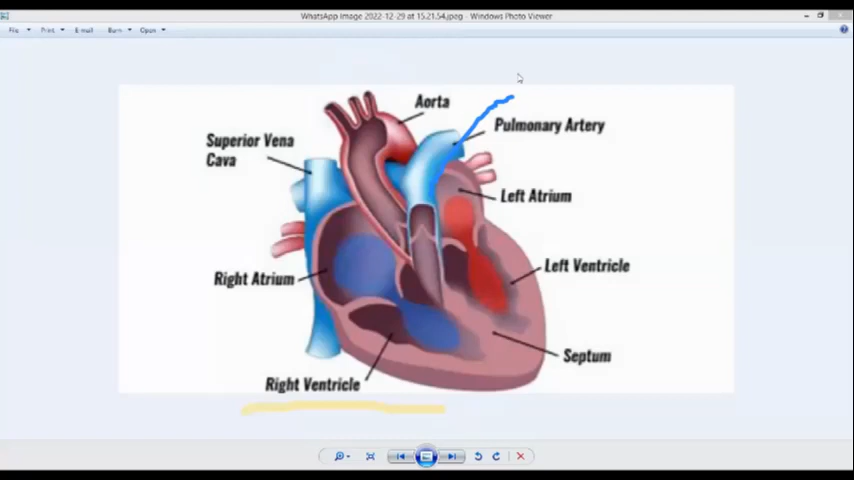 WhatsApp Image 2022-12-29 at 15.21.54.jpeg - Windows Photo Viewer
File Print E-mail Burn Open
Aorta
Pulmonary Artery
Superior Vena
Cava
Left Atrium
Left Ventricle
Right Atrium
Septum
Right Ventricle